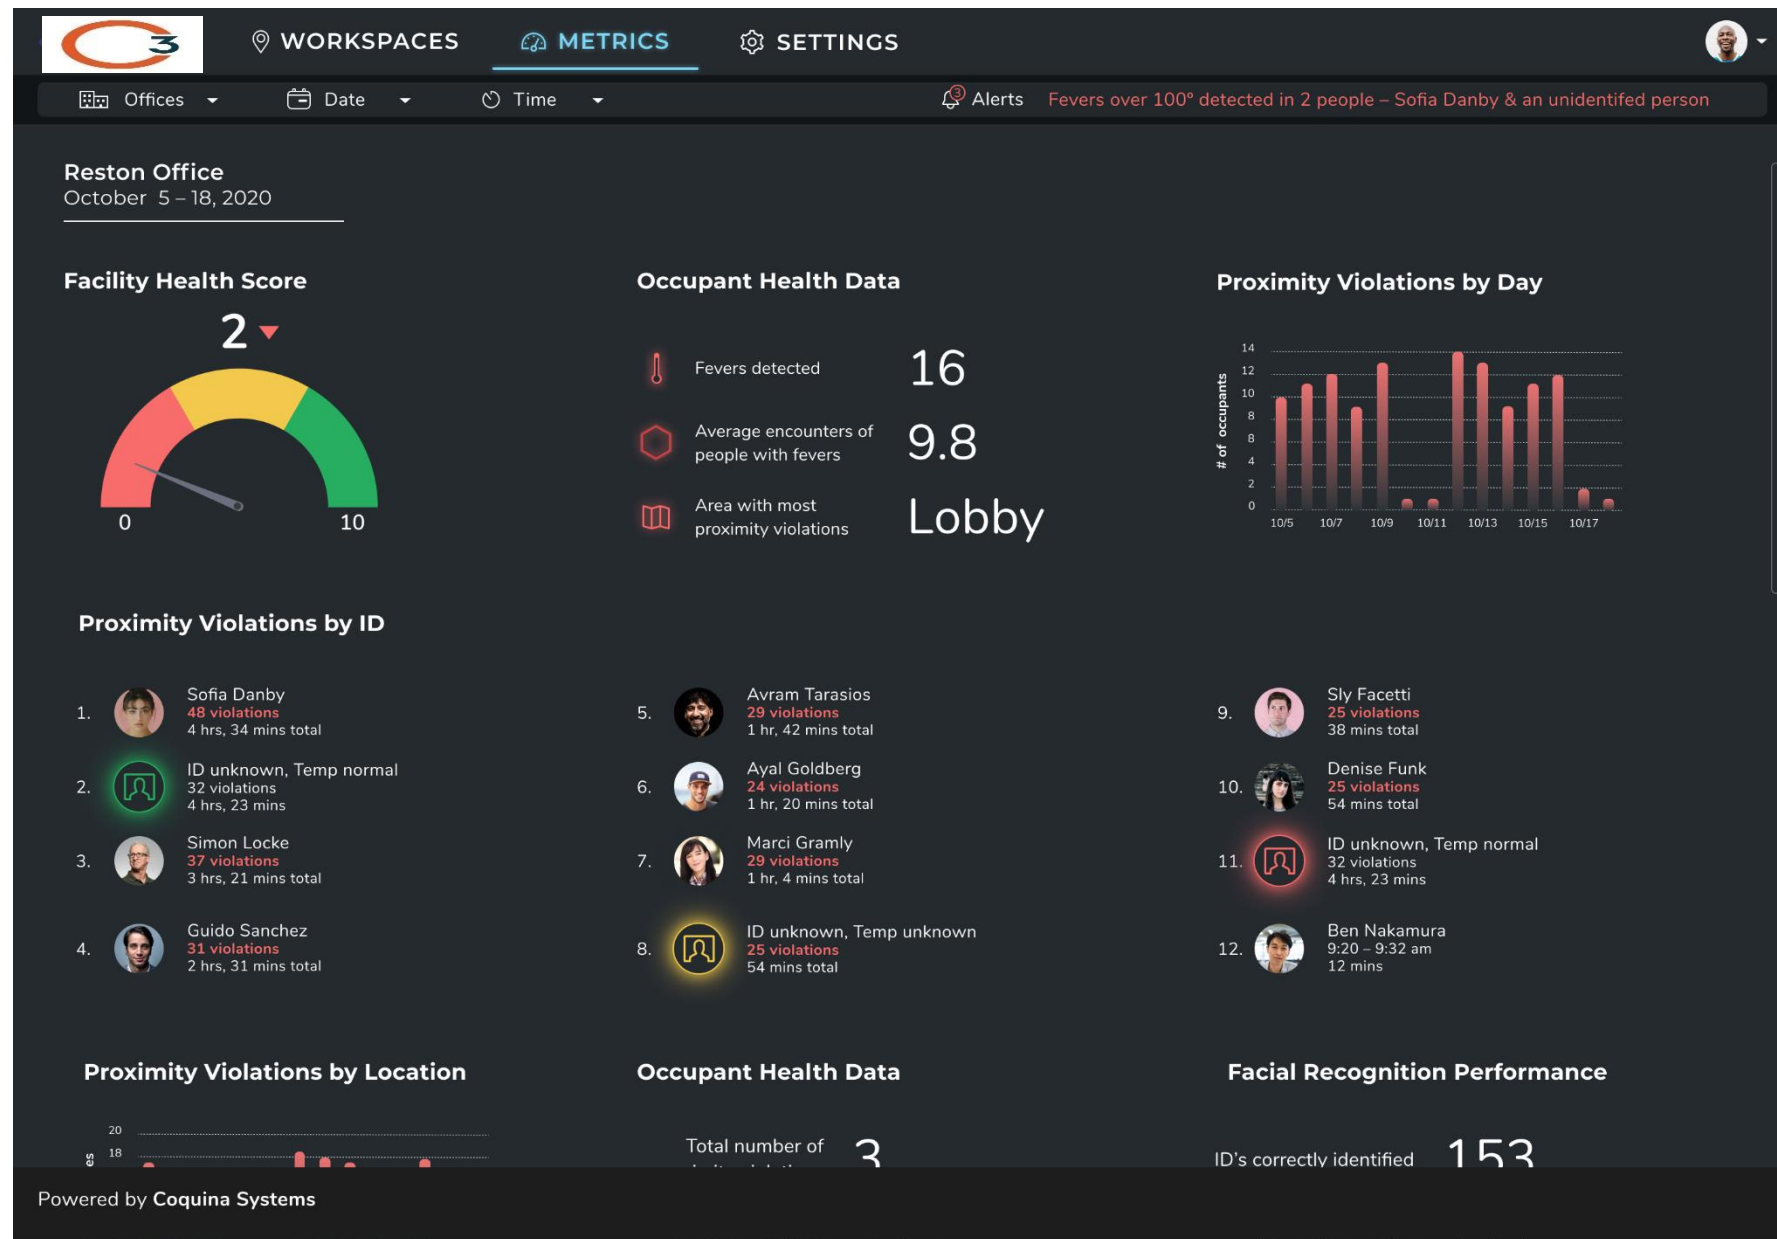 3
WORKSPACES
METRICS
SETTINGS
Offices
Date
Time
3
Alerts
Fevers over 100° detected in 2 people – Sofia Danby & an unidentifed person
Reston Office
October 5 – 18, 2020
Facility Health Score
2
0
10
Occupant Health Data
Fevers detected
16
Average encounters of
people with fevers
9.8
Area with most
proximity violations
Lobby
Proximity Violations by Day
# of occupants
14
12
10
8
8
4
2
0
10/5
10/7
10/9
10/11
10/13
10/15
10/17
Proximity Violations by ID
1.
Sofia Danby
48 violations
4 hrs, 34 mins total
2.
ID unknown, Temp normal
32 violations
4 hrs, 23 mins
3.
Simon Locke
37 violations
3 hrs, 21 mins total
4.
Guido Sanchez
31 violations
2 hrs, 31 mins total
5.
Avram Tarasios
29 violations
1 hr, 42 mins total
6.
Ayal Goldberg
24 violations
1 hr, 20 mins total
7.
Marci Gramly
29 violations
1 hr, 4 mins total
8.
ID unknown, Temp unknown
25 violations
54 mins total
9.
Sly Facetti
25 violations
38 mins total
10.
Denise Funk
25 violations
54 mins total
11.
ID unknown, Temp normal
32 violations
4 hrs, 23 mins
12.
Ben Nakamura
9:20 – 9:32 am
12 mins
Proximity Violations by Location
20
18
Occupant Health Data
Total number of
3
Facial Recognition Performance
ID's correctly identified
153
Powered by Coquina Systems